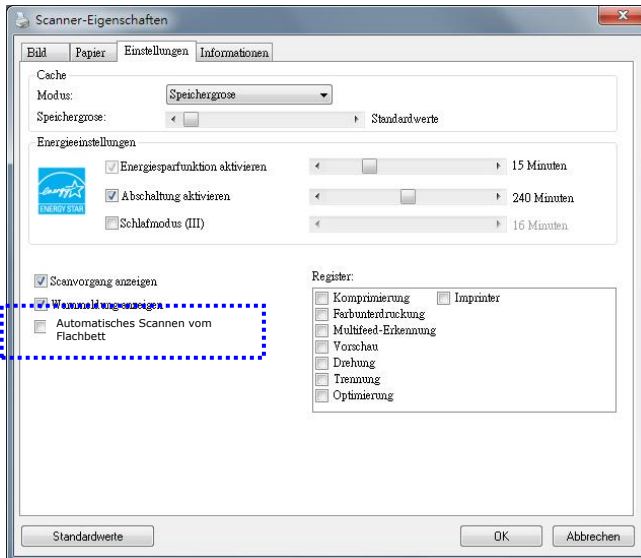 Scanner-Eigenschaften
Bild Papier Einstellungen Informationen
Cache
Modus: Speichergrose
Speichergrose: Standardwerte
Energieeinstellungen
Energiesparfunktion aktivieren 15 Minuten
ENERGY STAR
Abschaltung aktivieren 240 Minuten
Schlafmodus (III) 16 Minuten
Scanvorgang anzeigen
Warnmeldung anzeigen
Automatisches Scannen vom
Flachbett
Register:
Komprimierung Imprinter
Farbunterdruckung
Multifeed-Erkennung
Vorschau
Drehung
Trennung
Optimierung
Standardwerte OK Abbrechen